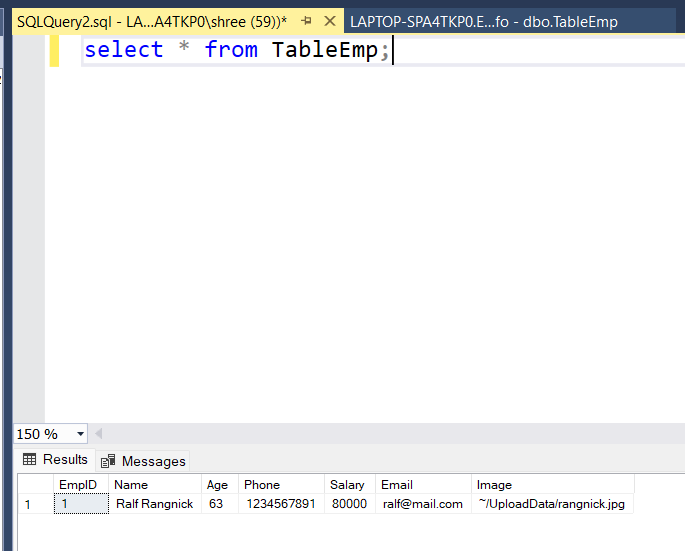 SQLQuery2.sql - LA...A4TKP0\shree (59))* LAPTOP-SPA4TKP0.E...fo - dbo.TableEmp
select * from TableEmp;
150 %
Results Messages
EmpID Name Age Phone Salary Email Image
1 1 Ralf Rangnick 63 1234567891 80000 ralf@mail.com ~/UploadData/rangnick.jpg